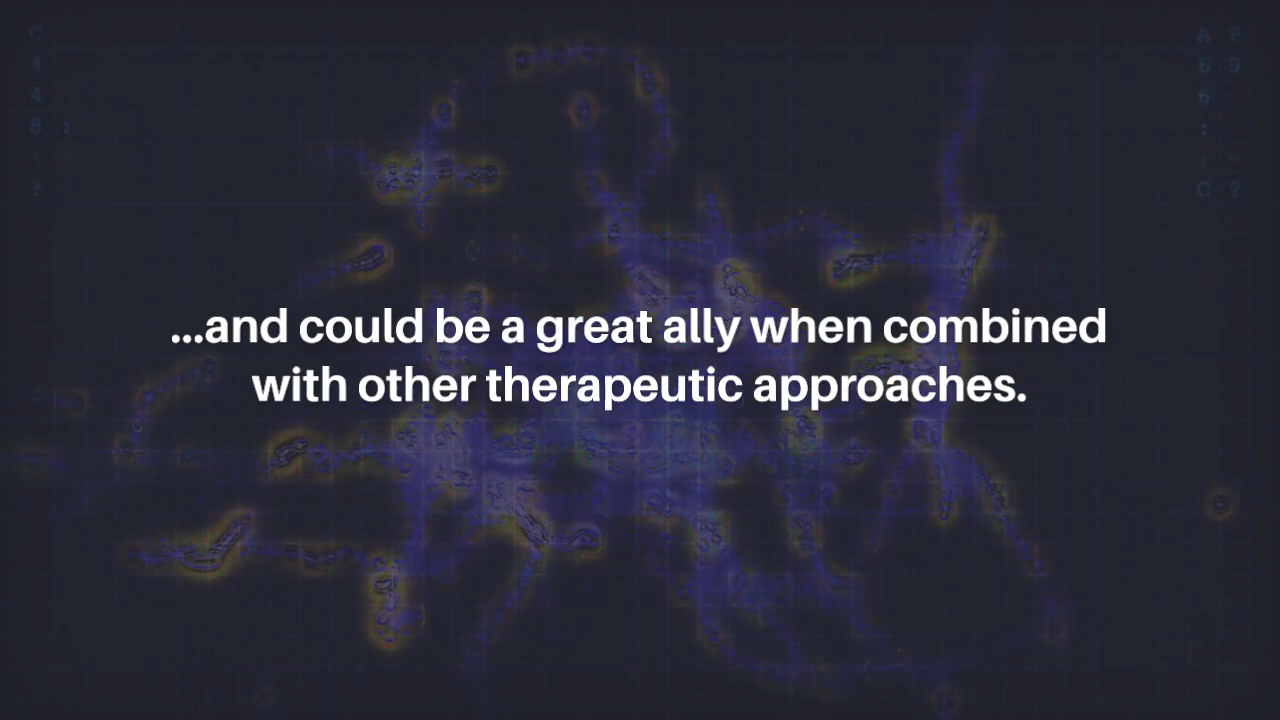 ...and could be a great ally when combined
with other therapeutic approaches.